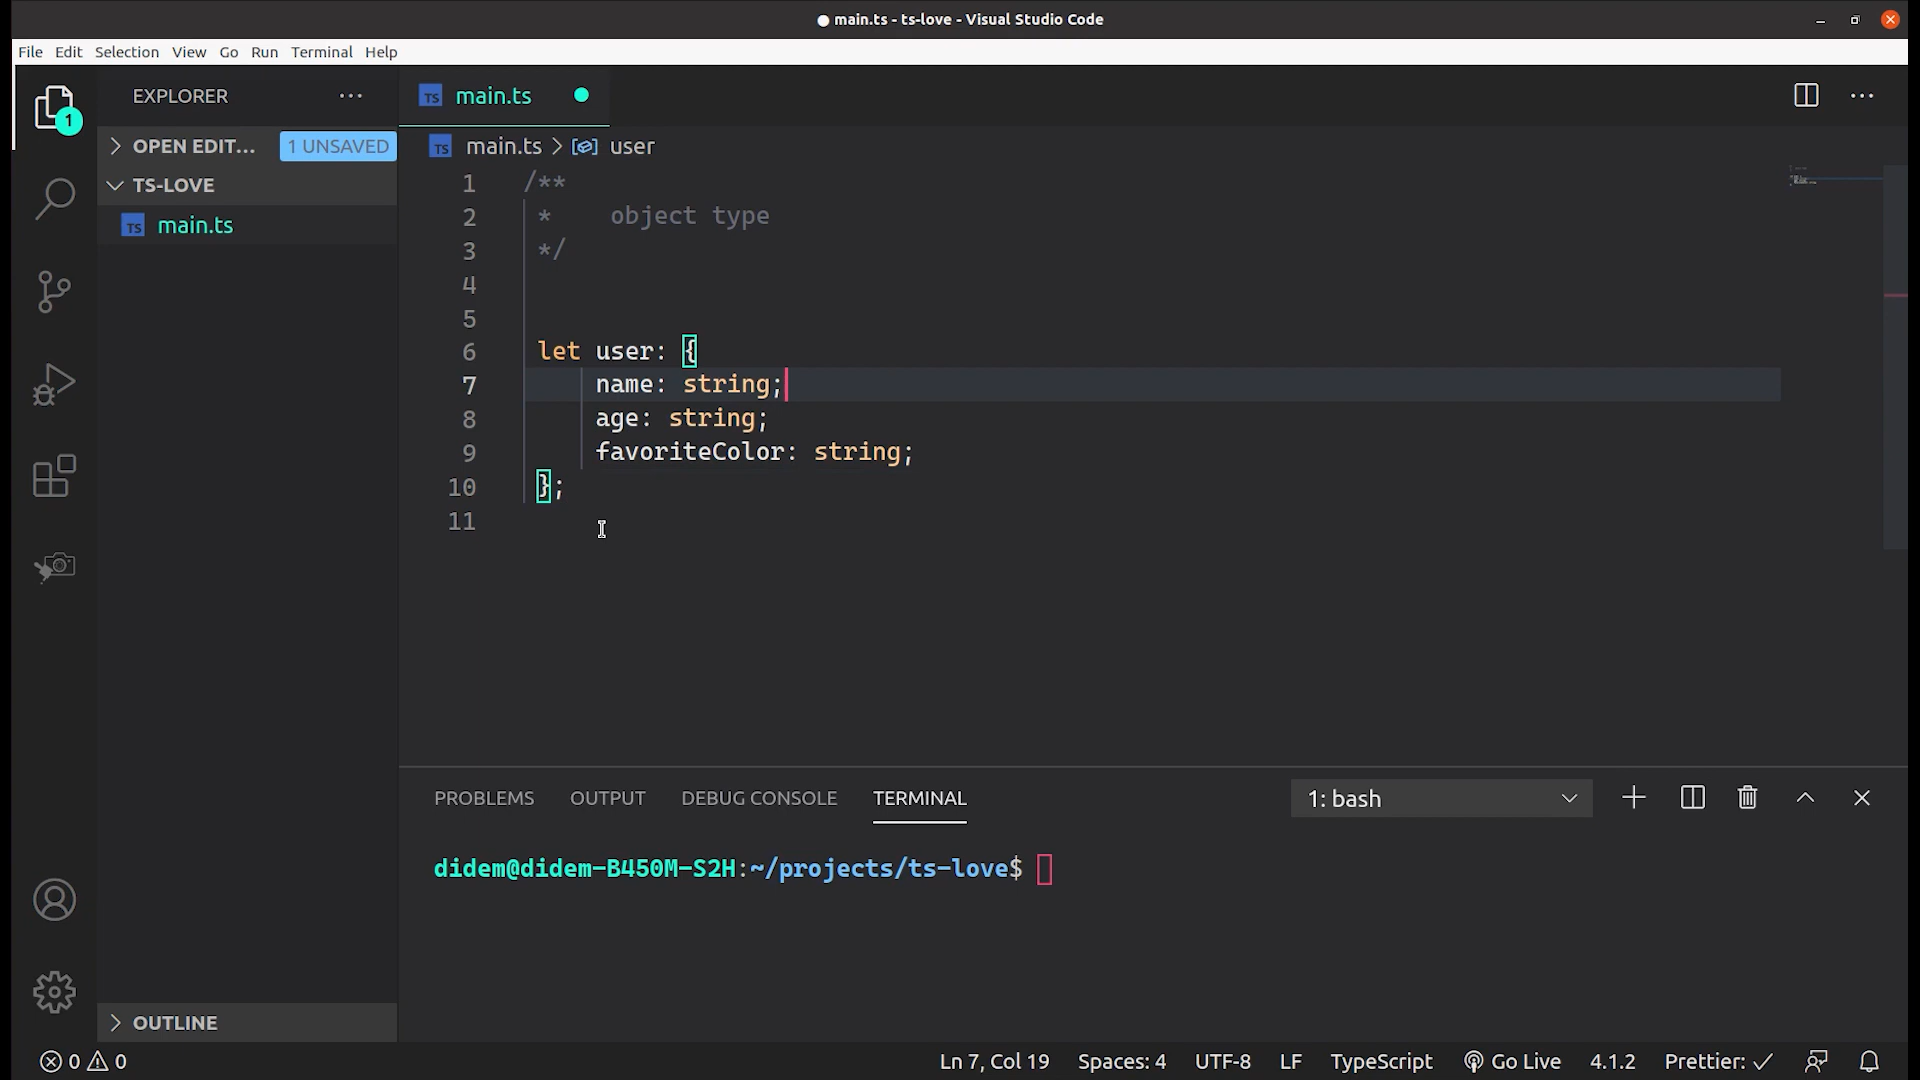 main.ts - ts-love - Visual Studio Code
File Edit Selection View Go Run Terminal Help
EXPLORER
TS main.ts
1
OPEN EDIT... 1 UNSAVED
TS main.ts > user
TS-LOVE
TS main.ts
1 /**
2 * object type
3 */
4
5
6 let user: {
7 name: string;
8 age: string;
9 favoriteColor: string;
10 };
11
PROBLEMS OUTPUT DEBUG CONSOLE TERMINAL 1: bash
didem@didem-B450M-S2H:~/projects/ts-love$
OUTLINE
0 0 Ln 7, Col 19 Spaces: 4 UTF-8 LF TypeScript Go Live 4.1.2 Prettier: ✓